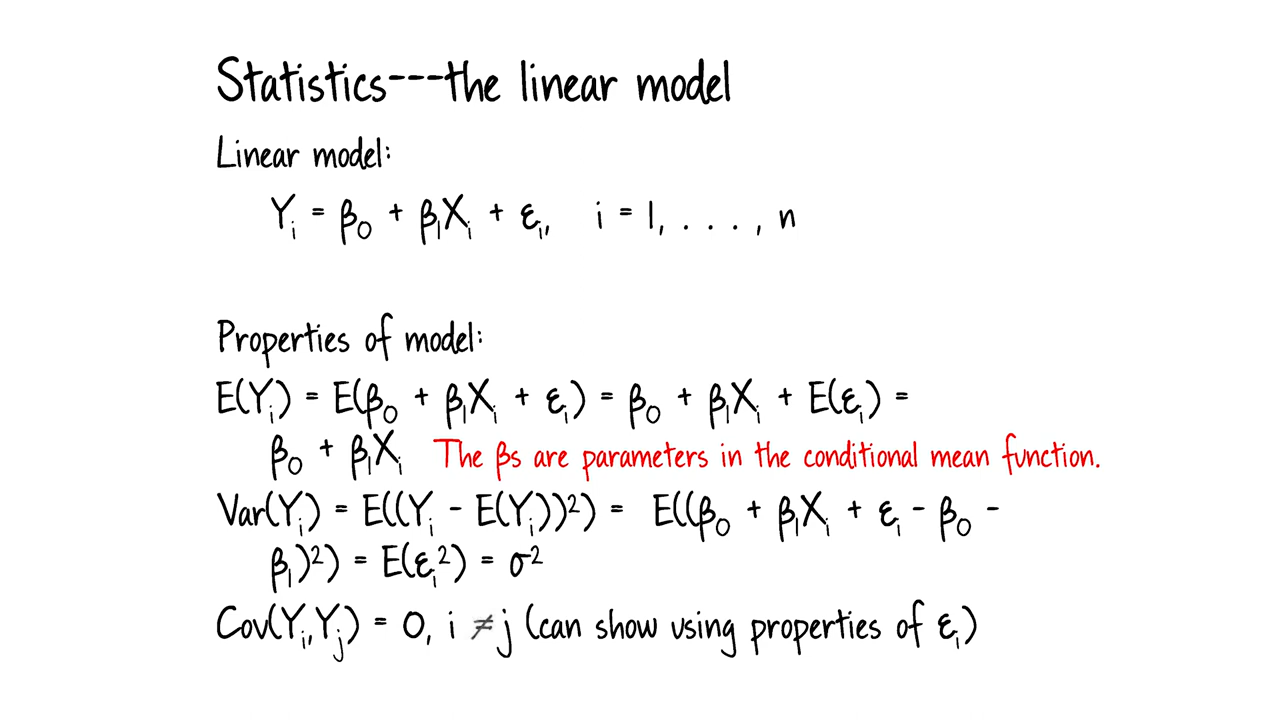 Statistics---the linear model
Linear model:
Yᵢ = β₀ + β₁Xᵢ + εᵢ, i = 1, . . . , n
Properties of model:
E(Yᵢ) = E(β₀ + β₁Xᵢ + εᵢ) = β₀ + β₁Xᵢ + E(εᵢ) =
β₀ + β₁Xᵢ The βs are parameters in the conditional mean function.
Var(Yᵢ) = E((Yᵢ - E(Yᵢ))²) = E((β₀ + β₁Xᵢ + εᵢ - β₀ -
β₁)²) = E(εᵢ²) = σ²
Cov(Yᵢ,Yⱼ) = 0, i ≠ j (can show using properties of εᵢ)